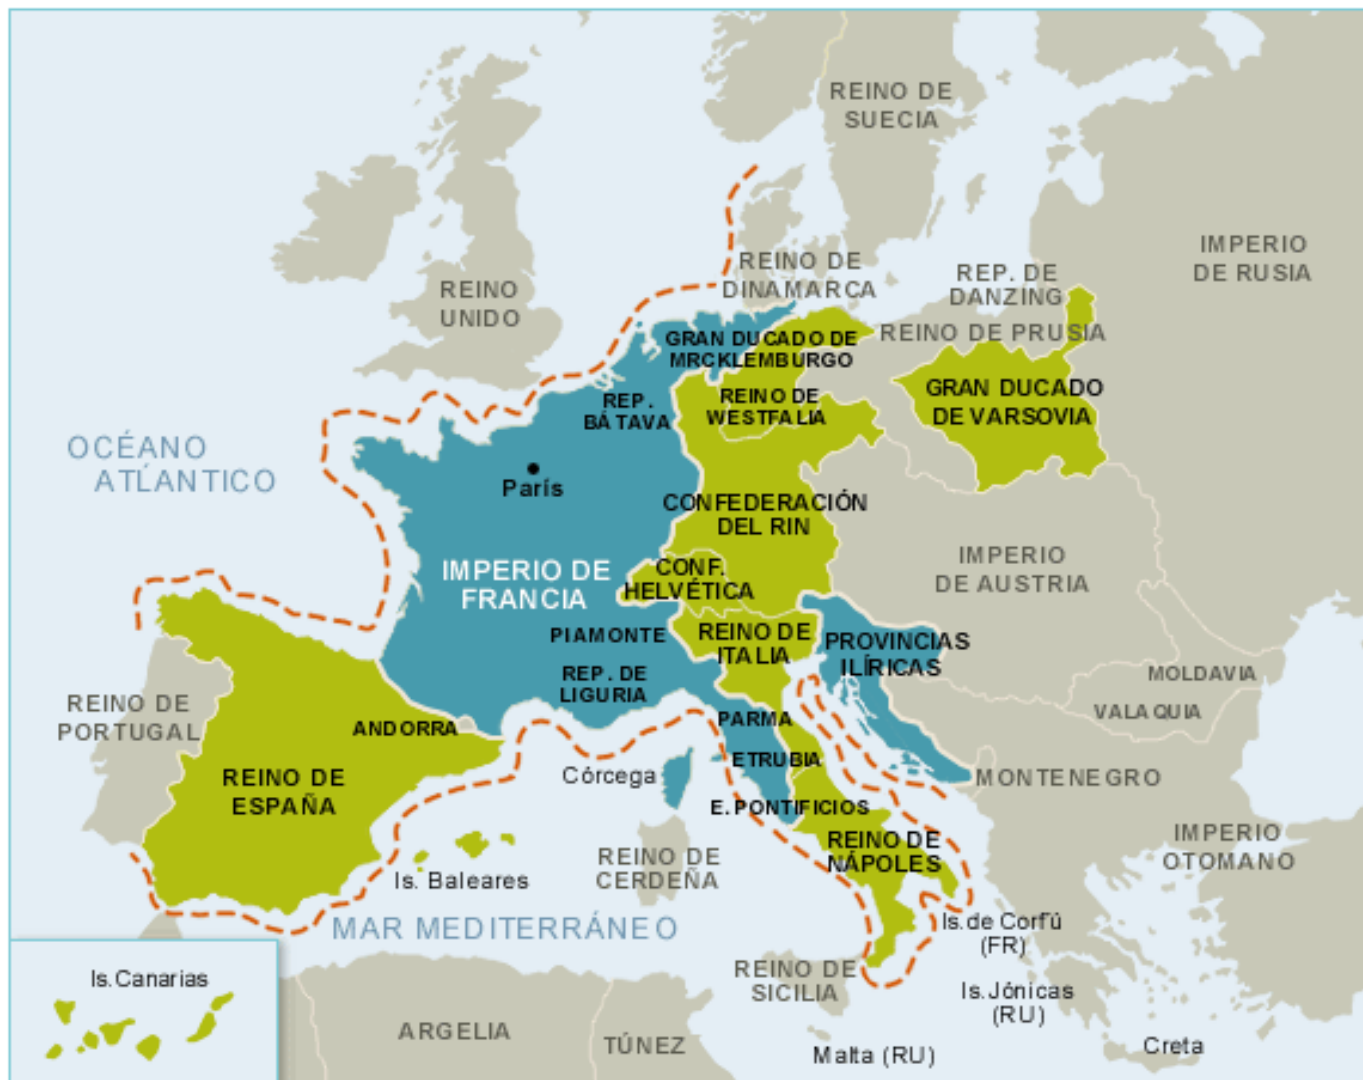 REINO DE
SUECIA
IMPERIO
DE RUSIA
REINO
UNIDO
REINO DE
DINAMARCA
REP. DE
DANZING
REINO DE PRUSIA
GRAN DUCADO DE
MRCKLEMBURGO
GRAN DUCADO
DE VARSOVIA
REP.
BÁTAVA
REINO DE
WESTFALIA
OCÉANO
ATLÁNTICO
París
CONFEDERACIÓN
DEL RIN
IMPERIO DE
FRANCIA
CONF.
HELVÉTICA
IMPERIO
DE AUSTRIA
PIAMONTE
REINO DE
ITALIA
PROVINCIAS
ILÍRICAS
REP. DE
LIGURIA
MOLDAVIA
VALAQUIA
REINO DE
PORTUGAL
ANDORRA
PARMA
REINO DE
ESPAÑA
Córcega
ETRUBIA
MONTENEGRO
E. PONTIFICIOS
REINO DE
NÁPOLES
IMPERIO
OTOMANO
REINO DE
CERDEÑA
Is. Baleares
MAR MEDITERRÁNEO
Is.de Corfú
(FR)
Is.Canarias
REINO DE
SICILIA
Is.Jónicas
(RU)
ARGELIA
TÚNEZ
Malta (RU)
Creta